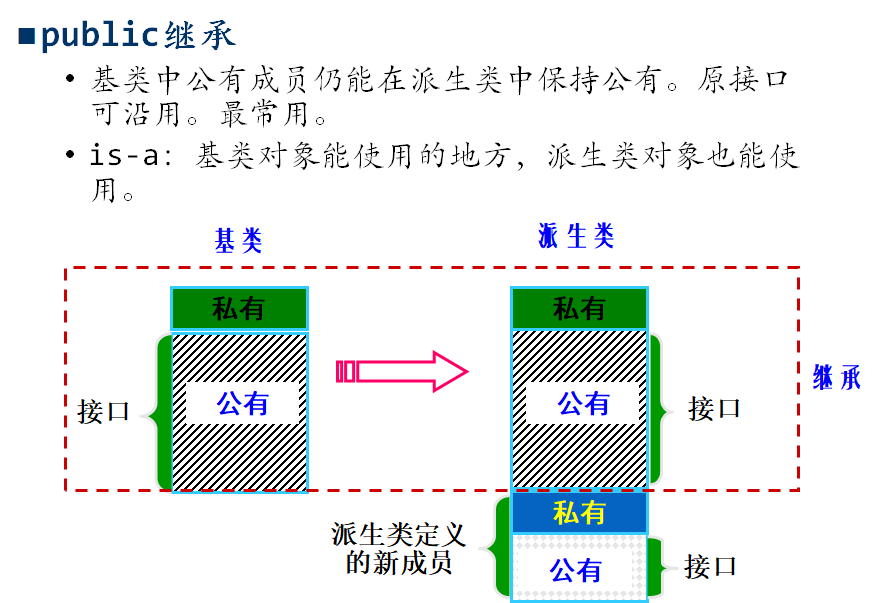 ■public继承
• 基类中公有成员仍能在派生类中保持公有。原接口
可沿用。最常用。
• is-a: 基类对象能使用的地方，派生类对象也能使
用。
基类
派生类
私有
私有
公有
公有
接口
接口
继承
私有
派生类定义
的新成员
公有
接口